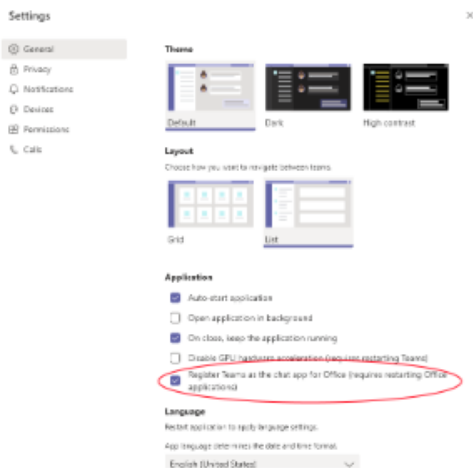 Settings
General
Privacy
Notifications
Devices
Permissions
Calls
Theme
Default
Dark
High contrast
Layout
Choose how you want to navigate between teams
Grid
List
Application
Auto-start application
Open application in background
On close, keep the application running
Disable GPU hardware acceleration (requires restarting Teams)
Register Teams as the chat app for Office (requires restarting Office
applications)
Language
Restart application to apply language settings.
App language determines the date and time format.
English (United States)